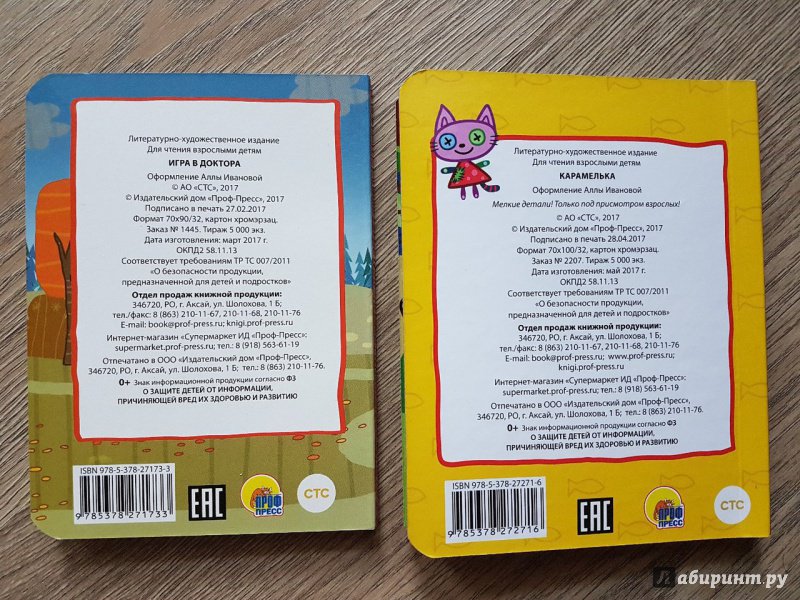 Литературно-художественное издание
Для чтения взрослыми детям
ИГРА В ДОКТОРА
Оформление Аллы Ивановой
© АО «СТС», 2017
© Издательский дом «Проф-Пресс», 2017
Подписано в печать 27.02.2017
Формат 70х90/32, картон хромэрзац.
Заказ № 1445. Тираж 5 000 экз.
Дата изготовления: март 2017 г.
ОКПД2 58.11.13
Соответствует требованиям ТР ТС 007/2011
«О безопасности продукции,
предназначенной для детей и подростков»
Отдел продаж книжной продукции:
346720, РО, г. Аксай, ул. Шолохова, 1 Б;
тел./факс: 8 (863) 210-11-67, 210-11-68, 210-11-76
E-mail: book@prof-press.ru; knigi.prof-press.ru
Интернет-магазин «Супермаркет ИД «Проф-Пресс»:
supermarket.prof-press.ru; тел.: 8 (918) 563-61-19
Отпечатано в ООО «Издательский дом «Проф-Пресс»,
346720, РО, г. Аксай, ул. Шолохова, 1 Б; тел.: 8 (863) 210-11-76.
0+ Знак информационной продукции согласно ФЗ
О ЗАЩИТЕ ДЕТЕЙ ОТ ИНФОРМАЦИИ,
ПРИЧИНЯЮЩЕЙ ВРЕД ИХ ЗДОРОВЬЮ И РАЗВИТИЮ
ISBN 978-5-378-27173-3
9 785378 271733
ЕАС
ПРОФ
ПРЕСС
СТС
Литературно-художественное издание
Для чтения взрослыми детям
КАРАМЕЛЬКА
Оформление Аллы Ивановой
Мелкие детали! Только под присмотром взрослых!
© АО «СТС», 2017
© Издательский дом «Проф-Пресс», 2017
Подписано в печать 28.04.2017
Формат 70х100/32, картон хромэрзац.
Заказ № 2207. Тираж 5 000 экз.
Дата изготовления: май 2017 г.
ОКПД2 58.11.13
Соответствует требованиям ТР ТС 007/2011
«О безопасности продукции,
предназначенной для детей и подростков»
Отдел продаж книжной продукции:
346720, РО, г. Аксай, ул. Шолохова, 1 Б;
тел./факс: 8 (863) 210-11-67, 210-11-68, 210-11-76
E-mail: book@prof-press.ru; www.prof-press.ru;
knigi.prof-press.ru
Интернет-магазин «Супермаркет ИД «Проф-Пресс»:
supermarket.prof-press.ru; тел.: 8 (918) 563-61-19
Отпечатано в ООО «Издательский дом «Проф-Пресс»,
346720, РО, г. Аксай, ул. Шолохова, 1 Б; тел.: 8 (863) 210-11-76.
0+ Знак информационной продукции согласно ФЗ
О ЗАЩИТЕ ДЕТЕЙ ОТ ИНФОРМАЦИИ,
ПРИЧИНЯЮЩЕЙ ВРЕД ИХ ЗДОРОВЬЮ И РАЗВИТИЮ
ISBN 978-5-378-27271-6
9 785378 272716
ЕАС
ПРОФ
ПРЕСС
СТС
Лабиринт.ру